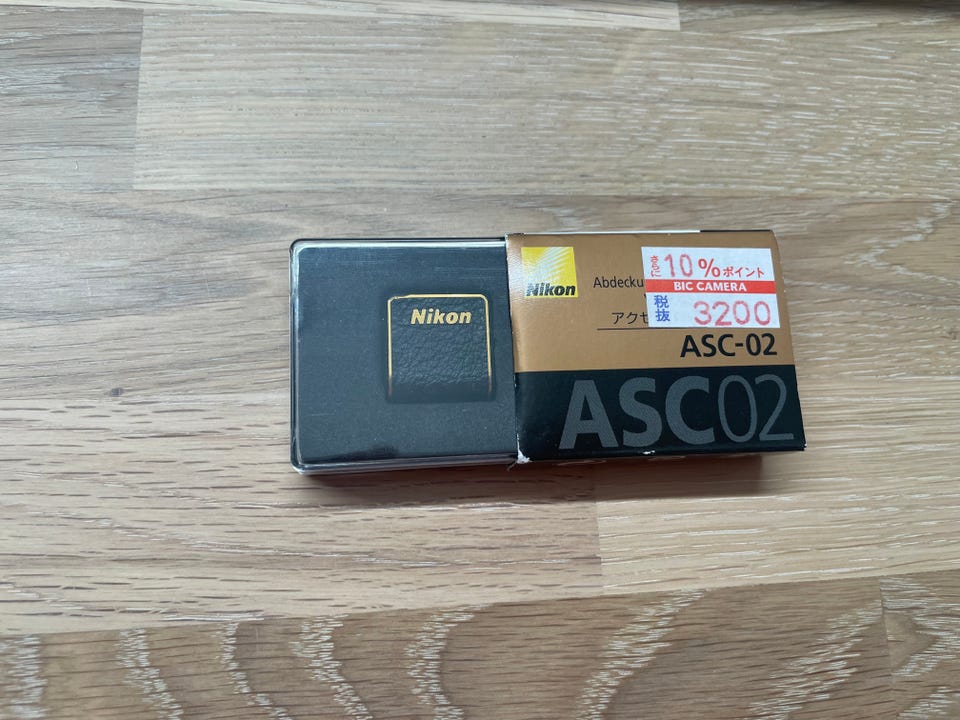 Nikon
Nikon
Abdecku
アクセ
さらに 10%ポイント
BIC CAMERA
税抜 3200
ASC-02
ASC02